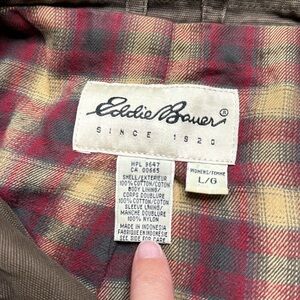 Eddie Bauer®
SINCE 1920
HPL 9647
CA 00665
SHELL/EXTERIEUR
100% COTTON/COTON
BODY LINING/
CORPS DOUBLURE
100% COTTON/COTON
SLEEVE LINING/
MANCHE DOUBLURE
100% NYLON
MADE IN INDONESIA
FABRIQUE EN INDONESIE
SEE SIDE FOR CARE
WOMENS/FEMME
L/G